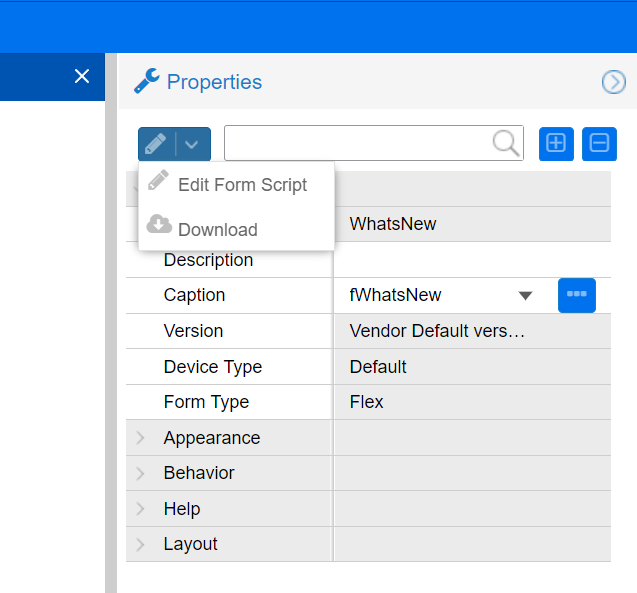 Properties
Edit Form Script
Download
WhatsNew
Description
Caption fWhatsNew
Version Vendor Default vers...
Device Type Default
Form Type Flex
Appearance
Behavior
Help
Layout